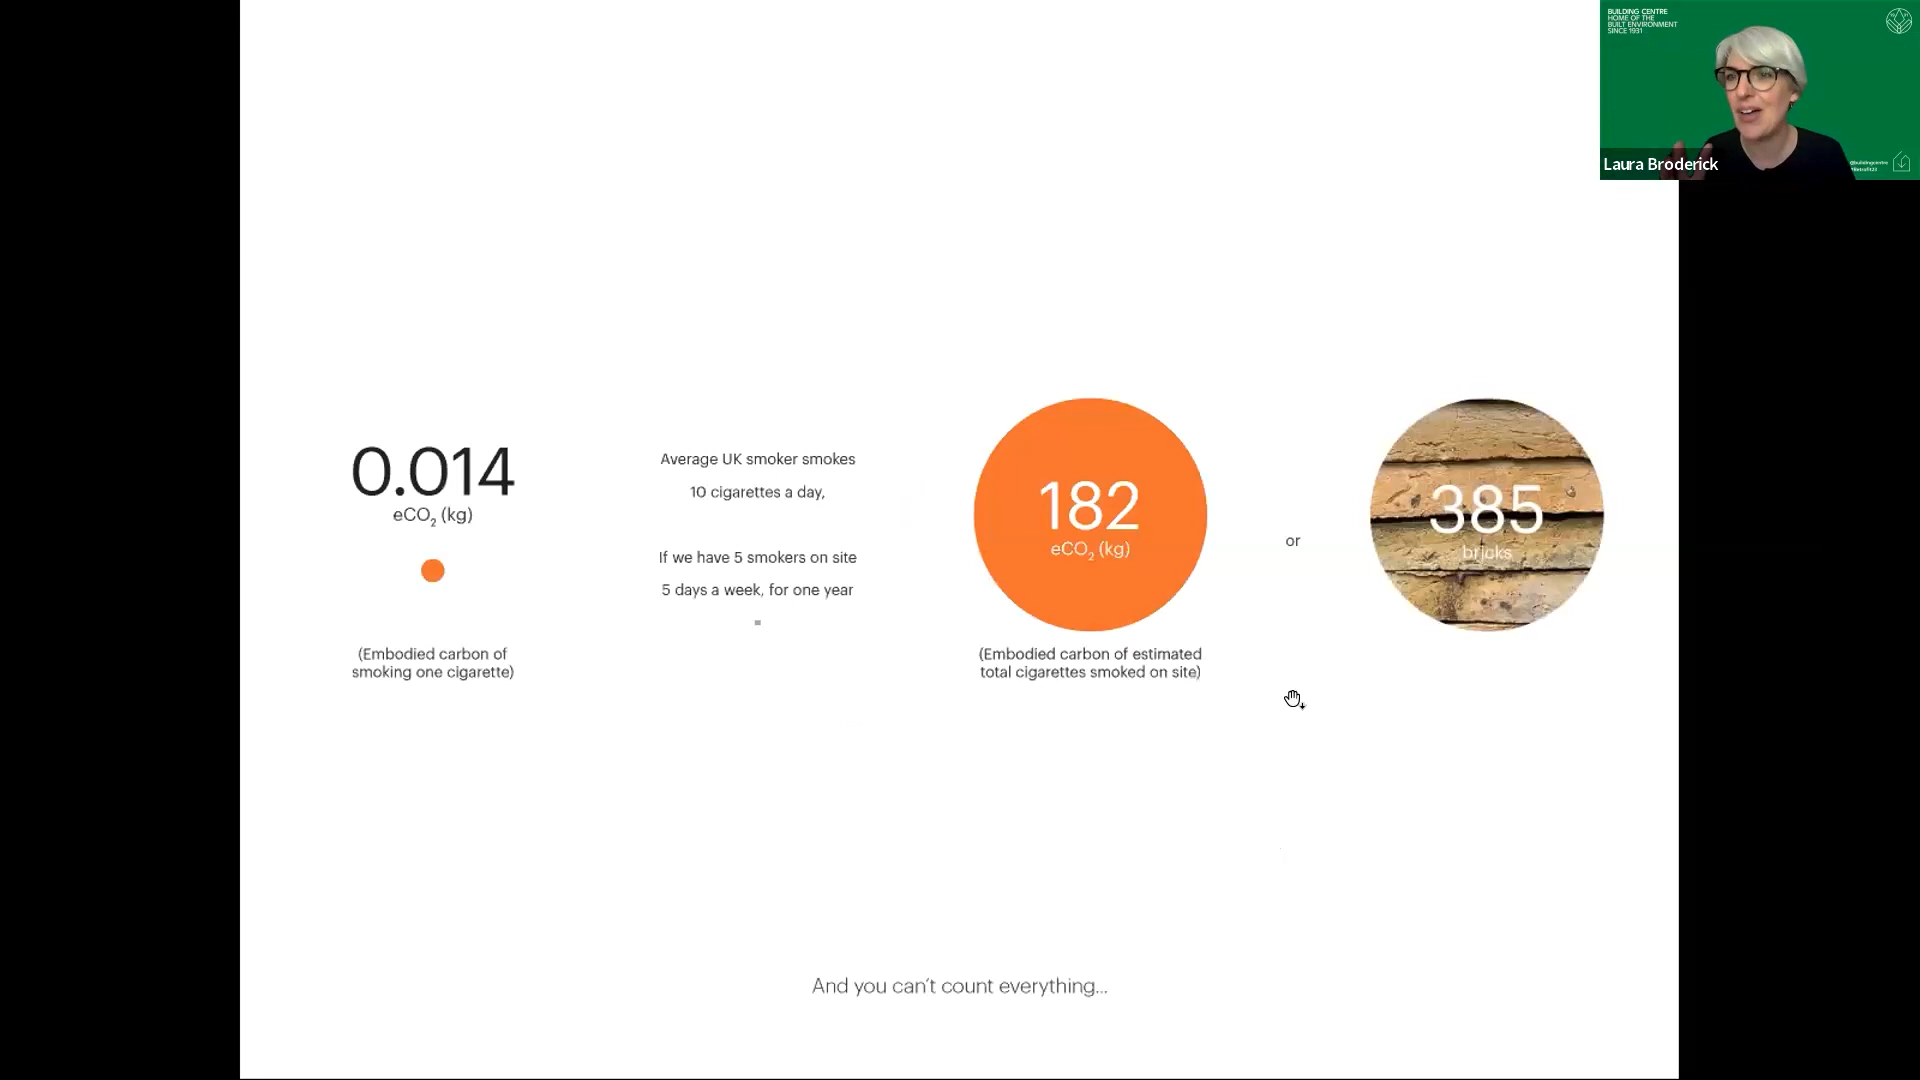 BUILDING CENTRE
HOME OF THE
BUILT ENVIRONMENT
SINCE 1931
Laura Broderick
@buildingcentre
0.014
eCO₂ (kg)
(Embodied carbon of
smoking one cigarette)
Average UK smoker smokes
10 cigarettes a day,
If we have 5 smokers on site
5 days a week, for one year
=
182
eCO₂ (kg)
(Embodied carbon of estimated
total cigarettes smoked on site)
or
385
bricks
And you can't count everything...